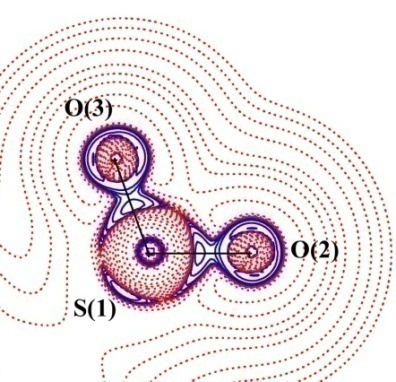 O(3)
O(2)
S(1)